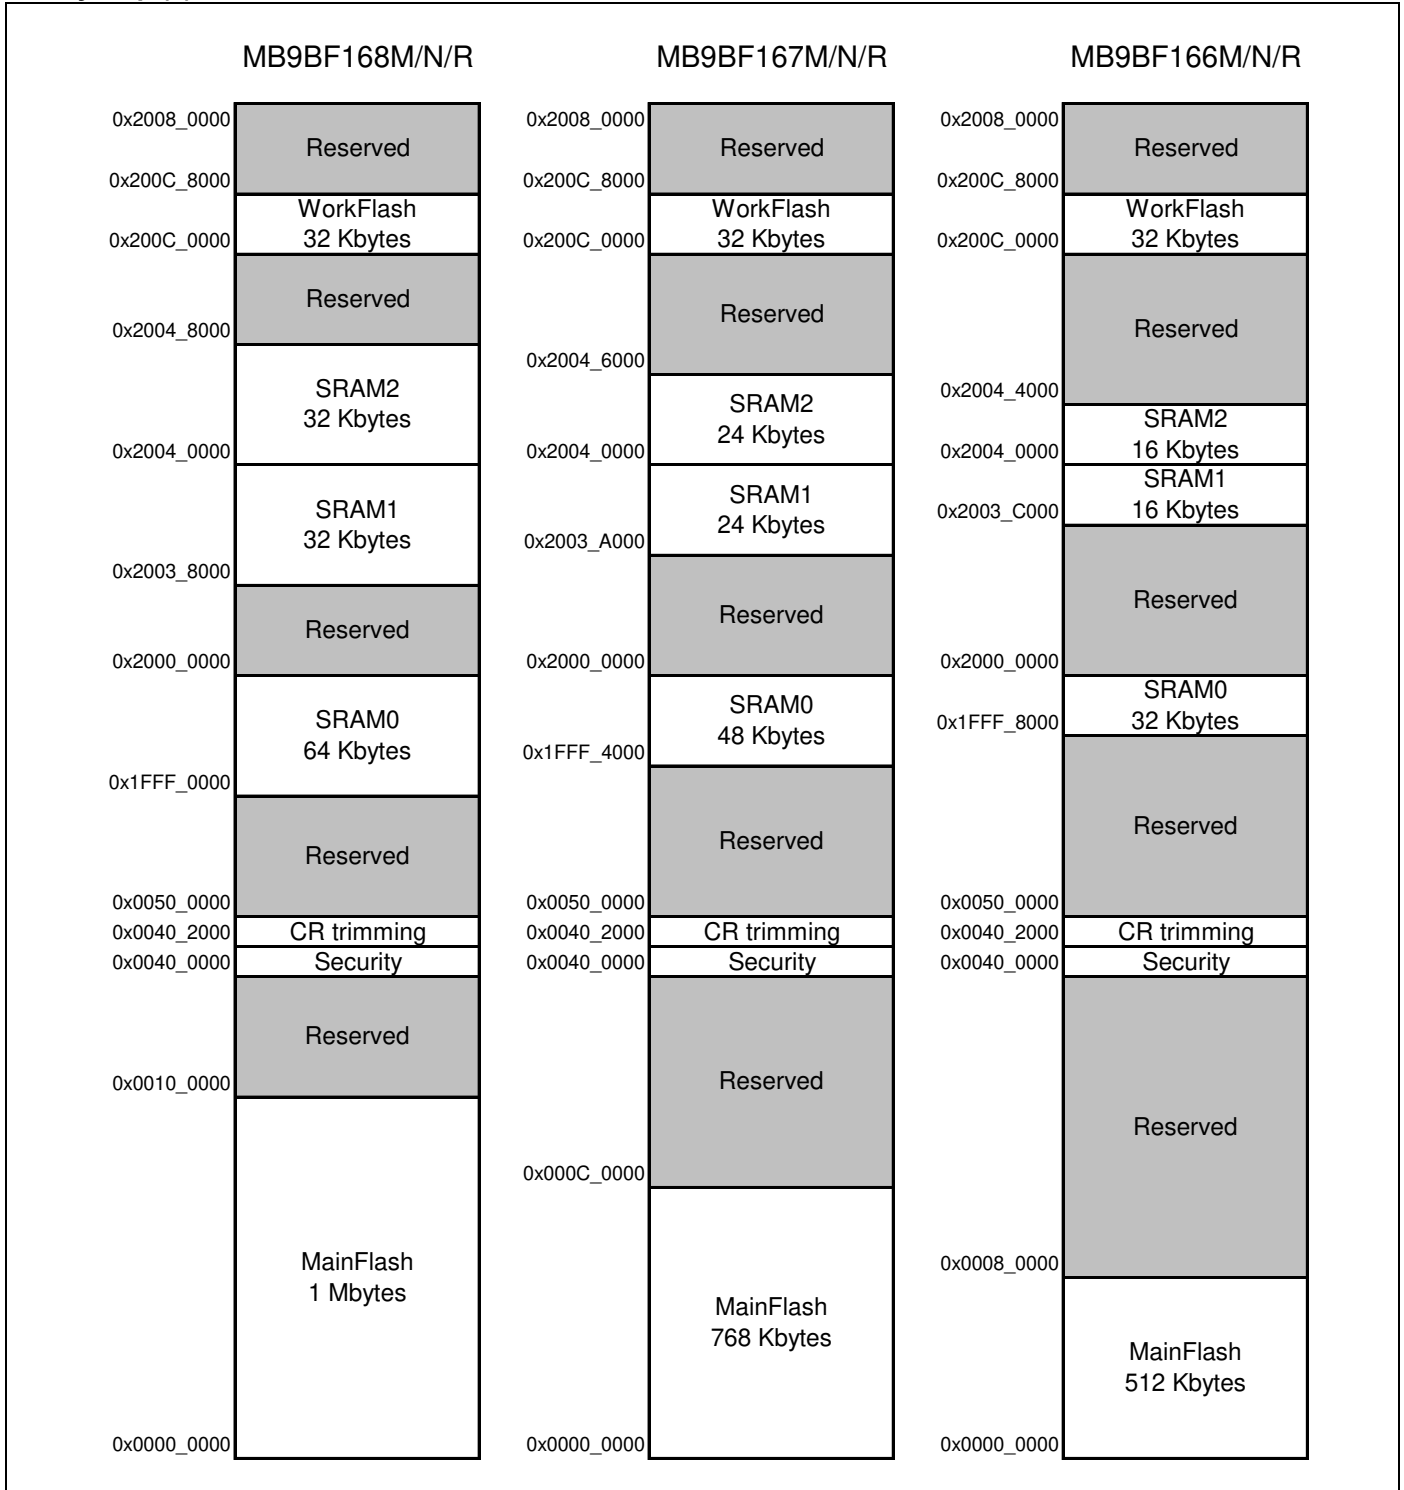 MB9BF168M/N/R
0x2008_0000
Reserved
0x200C_8000
WorkFlash
0x200C_0000 32 Kbytes
Reserved
0x2004_8000
SRAM2
32 Kbytes
0x2004_0000
SRAM1
32 Kbytes
0x2003_8000
Reserved
0x2000_0000
SRAM0
64 Kbytes
0x1FFF_0000
Reserved
0x0050_0000
0x0040_2000 CR trimming
0x0040_0000 Security
Reserved
0x0010_0000
MainFlash
1 Mbytes
0x0000_0000
MB9BF167M/N/R
0x2008_0000
Reserved
0x200C_8000
WorkFlash
0x200C_0000 32 Kbytes
Reserved
0x2004_6000
SRAM2
24 Kbytes
0x2004_0000
SRAM1
24 Kbytes
0x2003_A000
Reserved
0x2000_0000
SRAM0
48 Kbytes
0x1FFF_4000
Reserved
0x0050_0000
0x0040_2000 CR trimming
0x0040_0000 Security
Reserved
0x000C_0000
MainFlash
768 Kbytes
0x0000_0000
MB9BF166M/N/R
0x2008_0000
Reserved
0x200C_8000
WorkFlash
0x200C_0000 32 Kbytes
Reserved
0x2004_4000
SRAM2
0x2004_0000 16 Kbytes
SRAM1
0x2003_C000 16 Kbytes
Reserved
0x2000_0000
SRAM0
0x1FFF_8000 32 Kbytes
Reserved
0x0050_0000
0x0040_2000 CR trimming
0x0040_0000 Security
Reserved
0x0008_0000
MainFlash
512 Kbytes
0x0000_0000